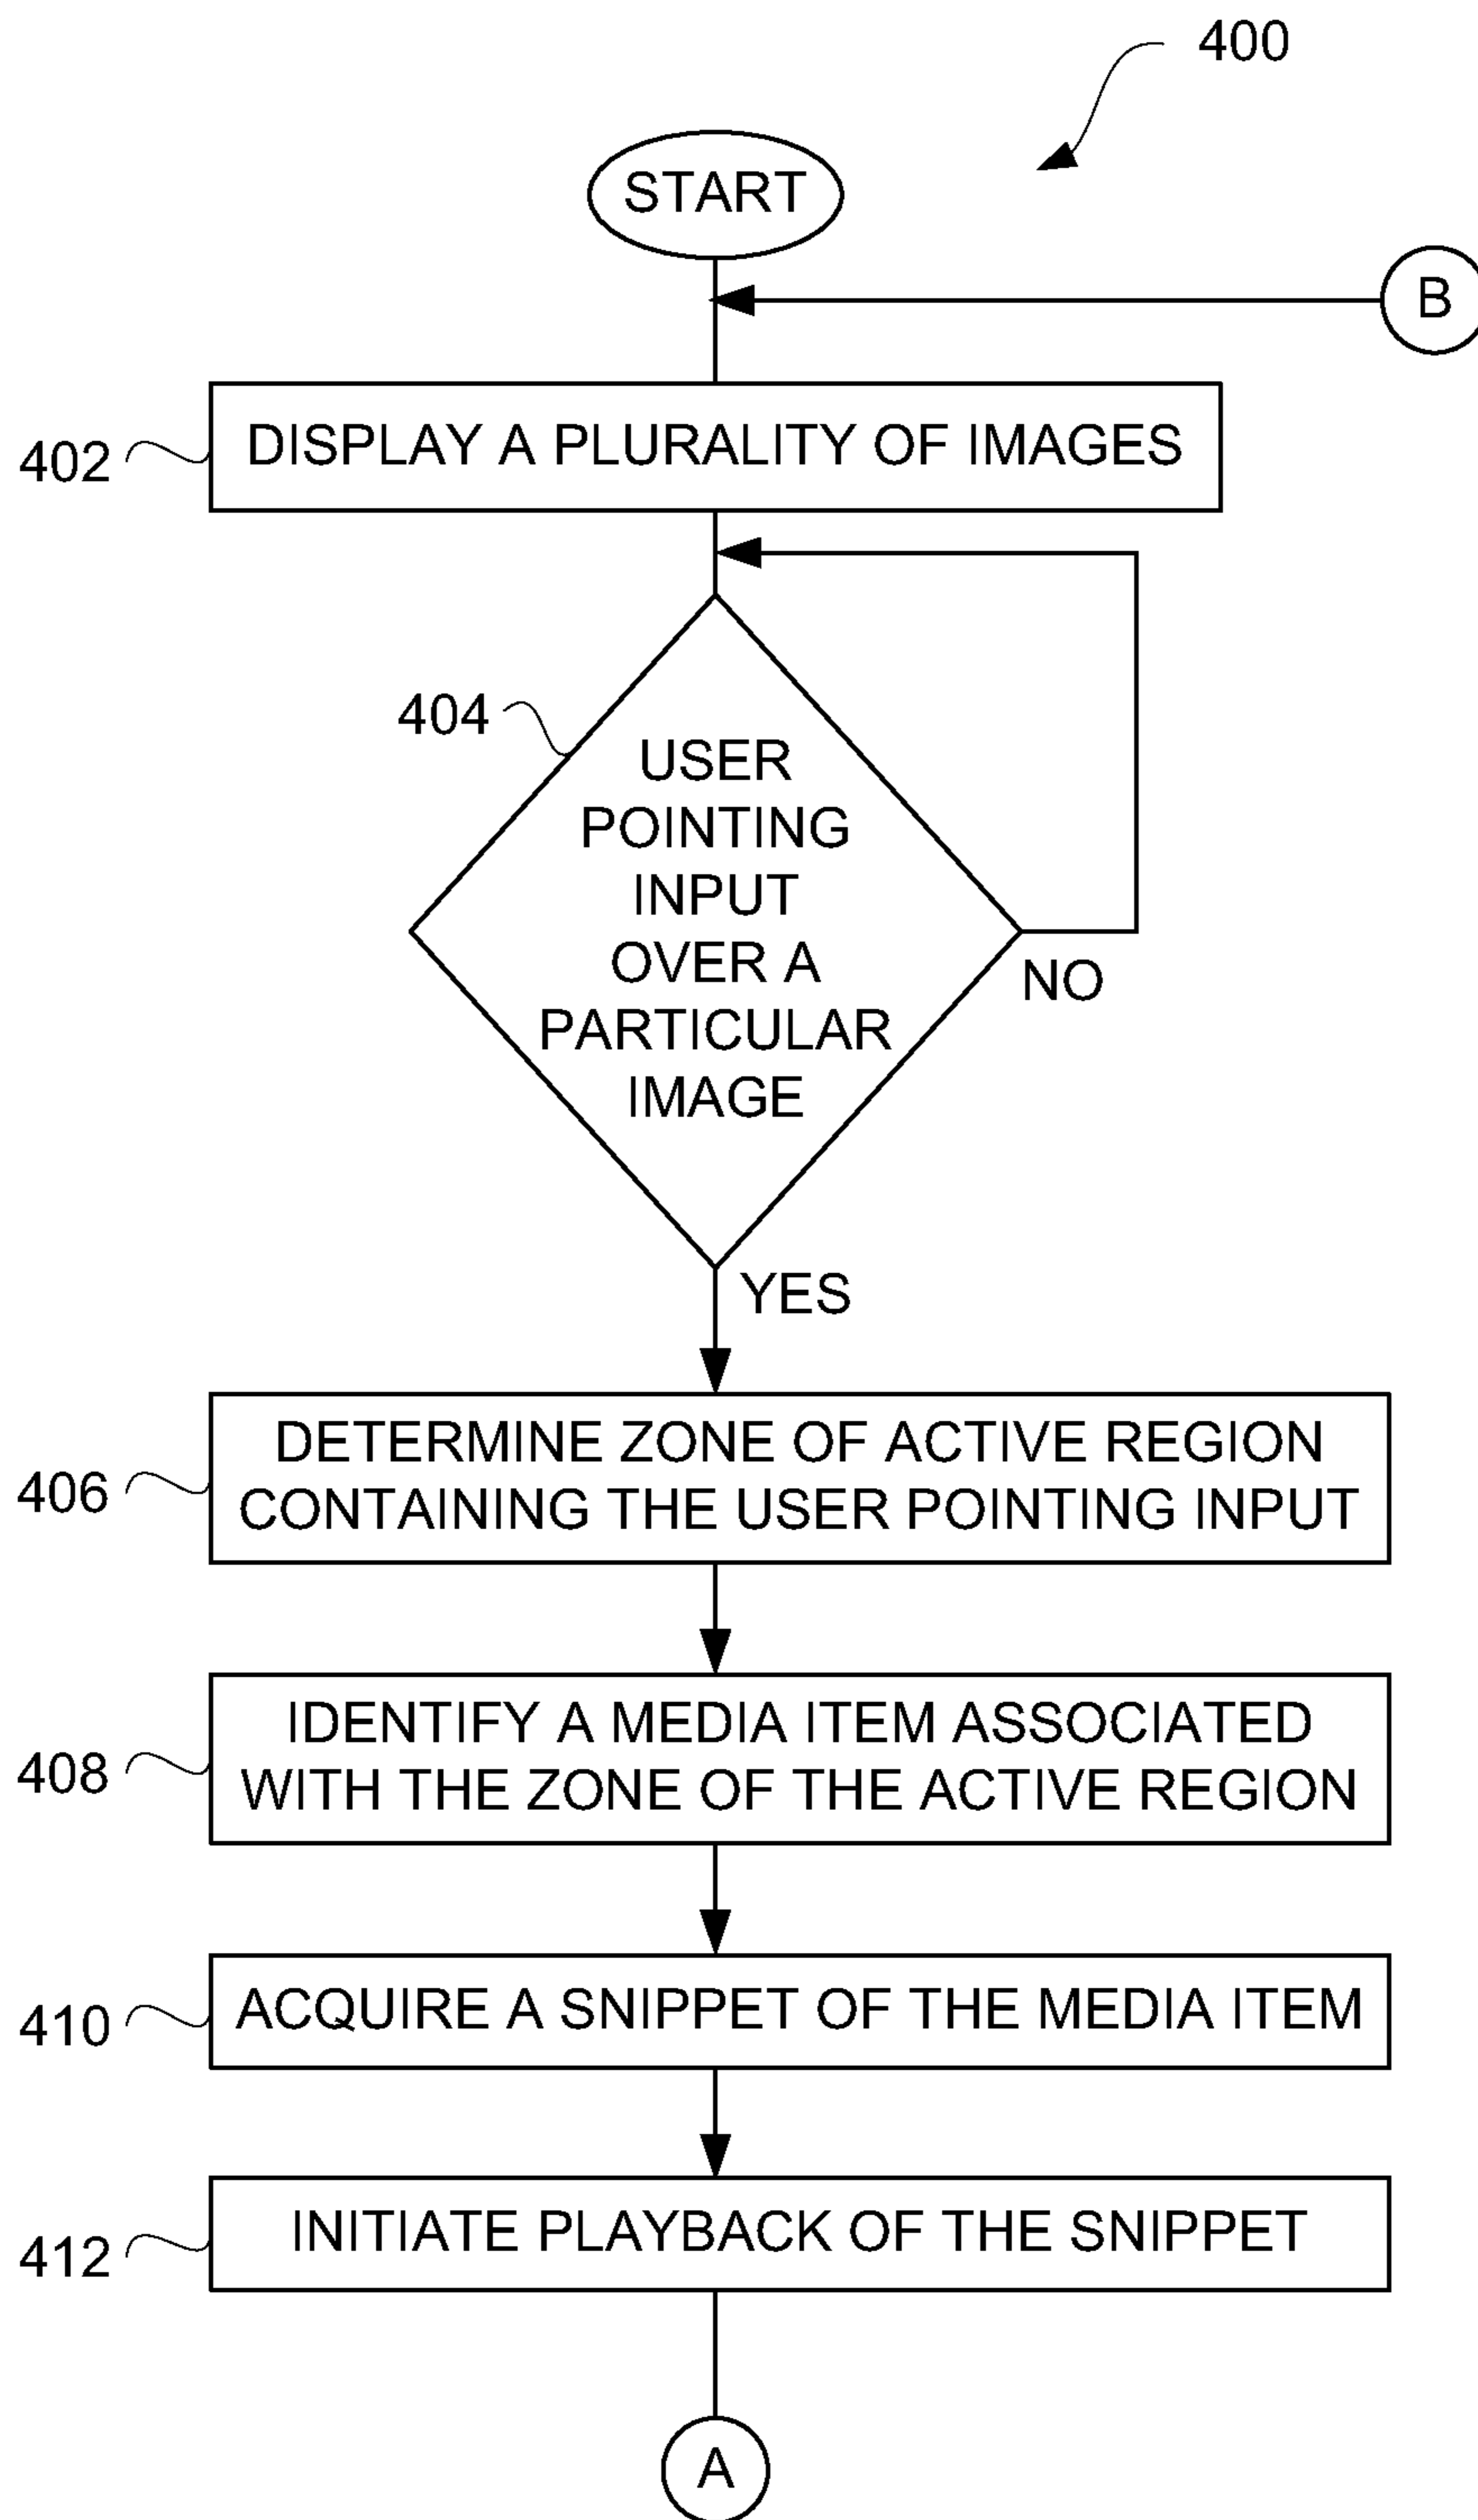 400
START
B
402
DISPLAY A PLURALITY OF IMAGES
404
USER
POINTING
INPUT
OVER A
PARTICULAR
IMAGE
NO
YES
406
DETERMINE ZONE OF ACTIVE REGION
CONTAINING THE USER POINTING INPUT
408
IDENTIFY A MEDIA ITEM ASSOCIATED
WITH THE ZONE OF THE ACTIVE REGION
410
ACQUIRE A SNIPPET OF THE MEDIA ITEM
412
INITIATE PLAYBACK OF THE SNIPPET
A